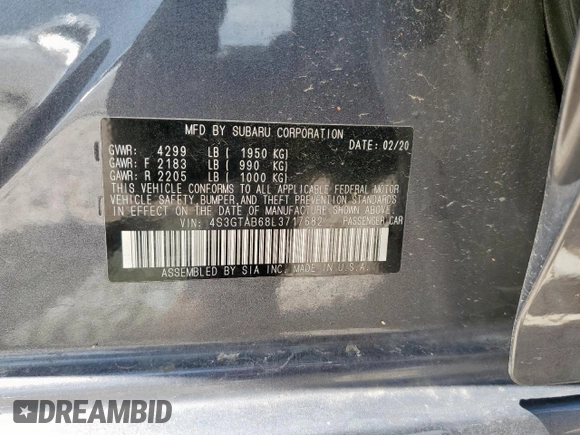 MFD BY SUBARU CORPORATION
DATE: 02/20
GVWR: 4299 LB ( 1950 KG)
GAWR: F 2183 LB ( 990 KG)
GAWR: R 2205 LB ( 1000 KG)
THIS VEHICLE CONFORMS TO ALL APPLICABLE FEDERAL MOTOR
VEHICLE SAFETY, BUMPER, AND THEFT PREVENTION STANDARDS
IN EFFECT ON THE DATE OF MANUFACTURE SHOWN ABOVE.
VIN: 4S3GTAB68L3717682 PASSENGER CAR
ASSEMBLED BY SIA INC. MADE IN U.S.A.
DREAMBID